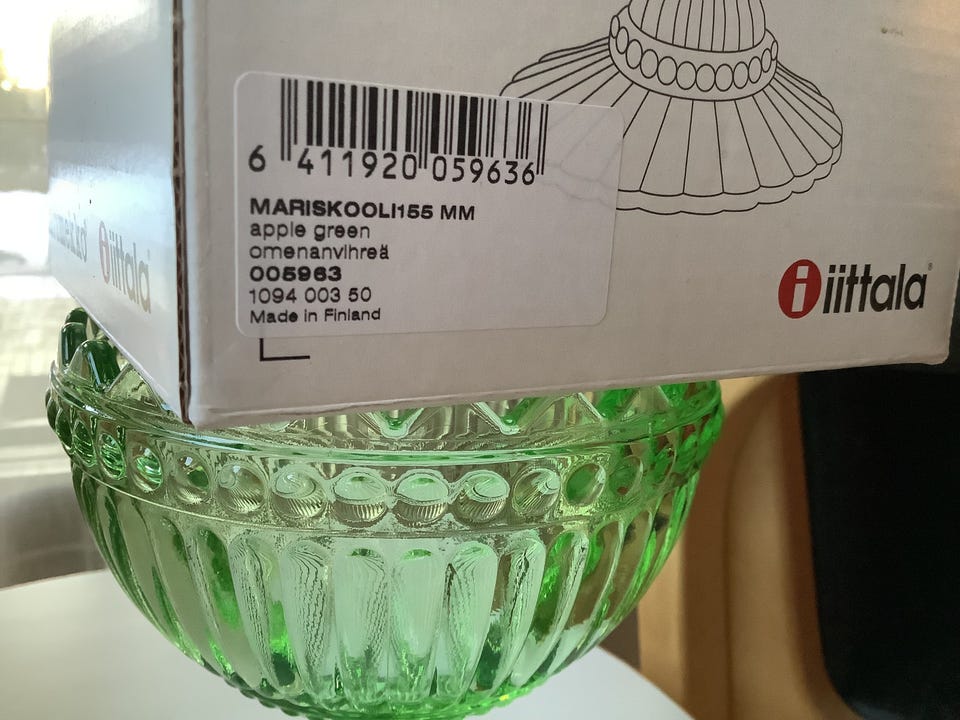 6 411920 059636
MARISKOOLI155 MM
apple green
omenanvihreä
005963
1094 003 50
Made in Finland
iittala
iittala